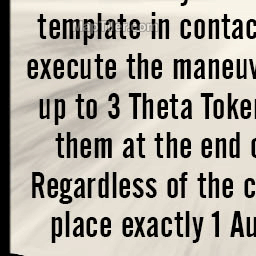 template in contac
execute the maneuv
up to 3 Theta Toke
them at the end o
Regardless of the c
place exactly 1 Au